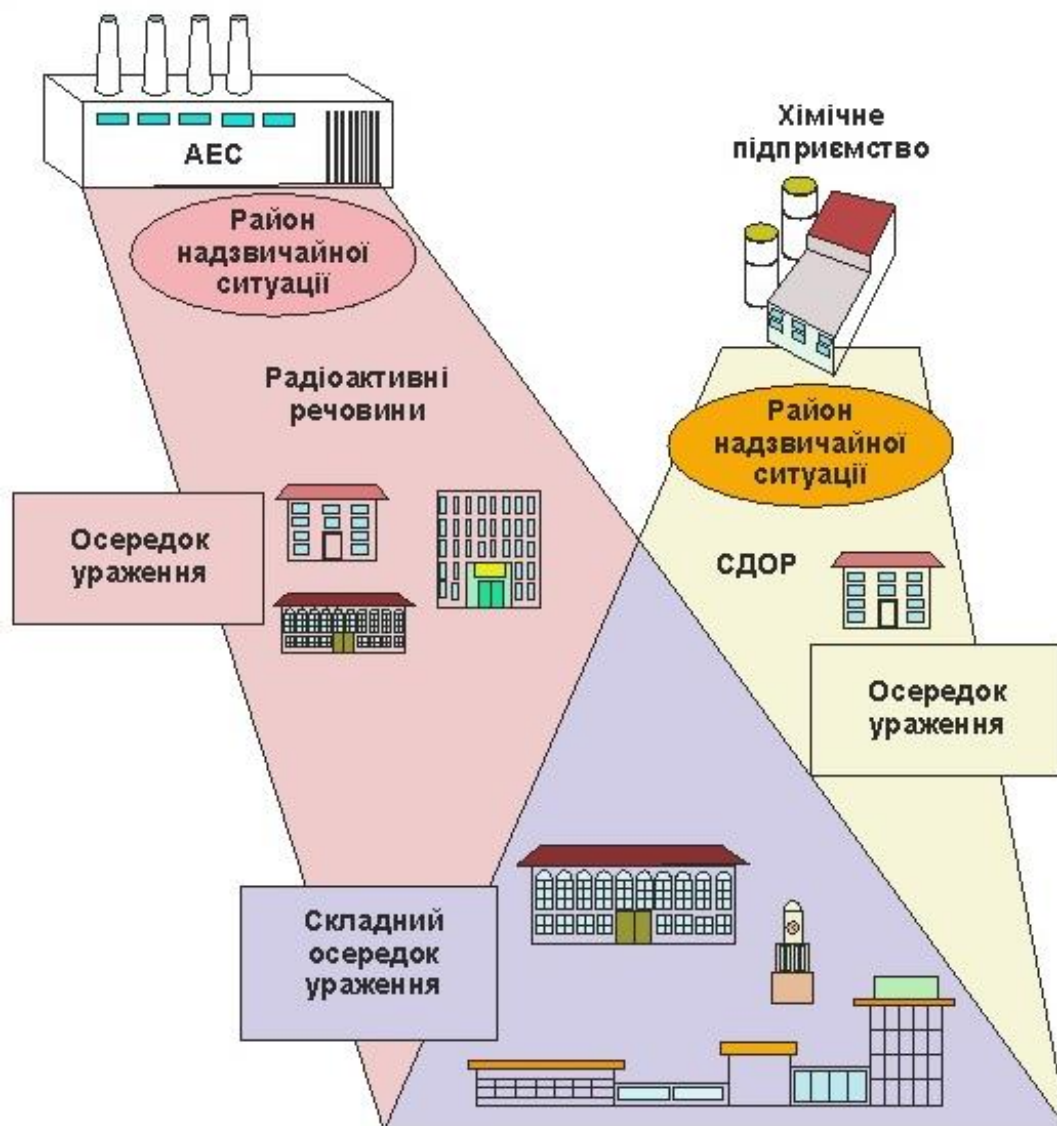 АЕС
Район
надзвичайної
ситуації
Радіоактивні
речовини
Осередок
ураження
Хімічне
підприємство
Район
надзвичайної
ситуації
СДОР
Осередок
ураження
Складний
осередок
ураження